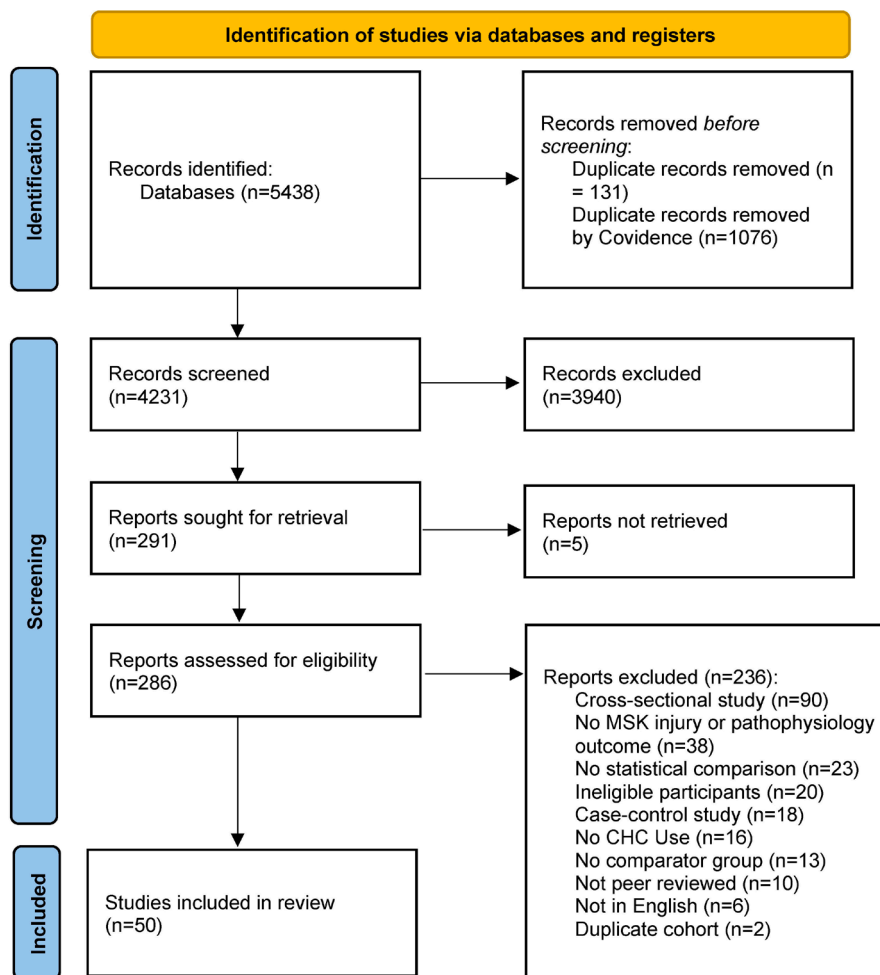 Identification of studies via databases and registers
Identification
Records identified:
Databases (n=5438)
Records removed before
screening:
Duplicate records removed (n
= 131)
Duplicate records removed
by Covidence (n=1076)
Screening
Records screened
(n=4231)
Records excluded
(n=3940)
Reports sought for retrieval
(n=291)
Reports not retrieved
(n=5)
Reports assessed for eligibility
(n=286)
Reports excluded (n=236):
Cross-sectional study (n=90)
No MSK injury or pathophysiology
outcome (n=38)
No statistical comparison (n=23)
Ineligible participants (n=20)
Case-control study (n=18)
No CHC Use (n=16)
No comparator group (n=13)
Not peer reviewed (n=10)
Not in English (n=6)
Duplicate cohort (n=2)
Included
Studies included in review
(n=50)